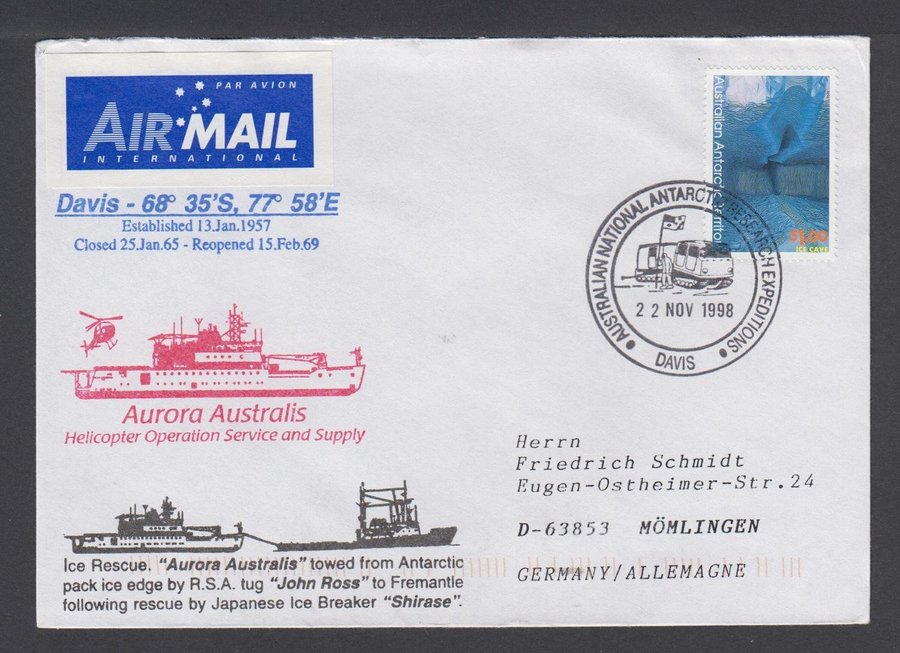 PAR AVION
AIR MAIL
INTERNATIONAL
Davis - 68° 35'S, 77° 58'E
Established 13.Jan.1957
Closed 25.Jan.65 - Reopened 15.Feb.69
Australian Antarctic Territory
$1.00
ICE CAVE
AUSTRALIAN NATIONAL ANTARCTIC RESEARCH EXPEDITIONS
22 NOV 1998
DAVIS
Aurora Australis
Helicopter Operation Service and Supply
Herrn
Friedrich Schmidt
Eugen-Ostheimer-Str.24
D-63853 MÖMLINGEN
GERMANY/ALLEMAGNE
Ice Rescue. "Aurora Australis" towed from Antarctic
pack ice edge by R.S.A. tug "John Ross" to Fremantle
following rescue by Japanese Ice Breaker "Shirase".